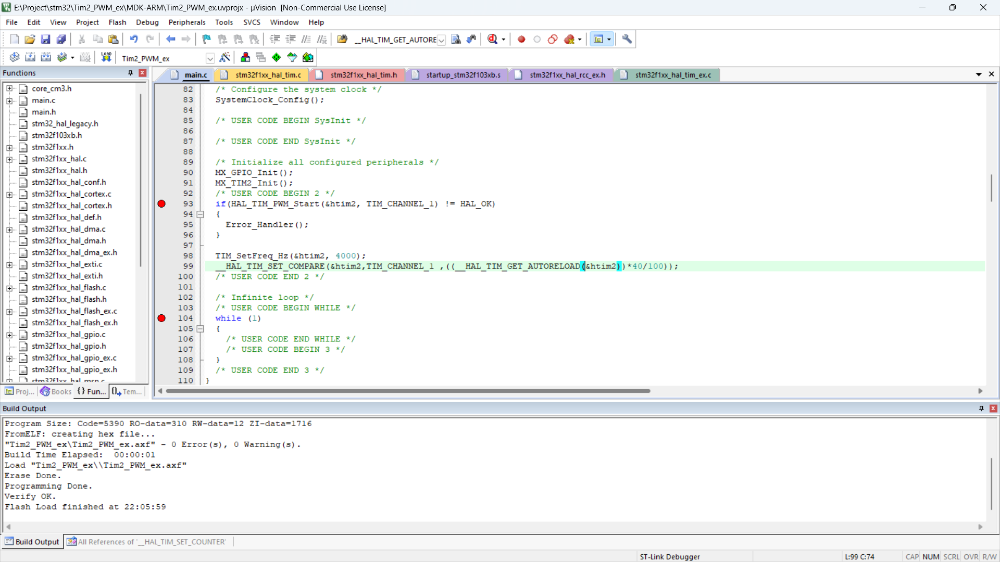 E:\Project\stm32\Tim2_PWM_ex\MDK-ARM\Tim2_PWM_ex.uvprojx - µVision [Non-Commercial Use License]
File Edit View Project Flash Debug Peripherals Tools SVCS Window Help
__HAL_TIM_GET_AUTORE
LOAD Tim2_PWM_ex
Functions
core_cm3.h
main.c
main.h
stm32_hal_legacy.h
stm32f103xb.h
stm32f1xx.h
stm32f1xx_hal.c
stm32f1xx_hal.h
stm32f1xx_hal_conf.h
stm32f1xx_hal_cortex.c
stm32f1xx_hal_cortex.h
stm32f1xx_hal_def.h
stm32f1xx_hal_dma.c
stm32f1xx_hal_dma.h
stm32f1xx_hal_dma_ex.h
stm32f1xx_hal_exti.c
stm32f1xx_hal_exti.h
stm32f1xx_hal_flash.c
stm32f1xx_hal_flash.h
stm32f1xx_hal_flash_ex.c
stm32f1xx_hal_flash_ex.h
stm32f1xx_hal_gpio.c
stm32f1xx_hal_gpio.h
stm32f1xx_hal_gpio_ex.c
stm32f1xx_hal_gpio_ex.h
stm32f1xx_hal_msp.c
Proj... Books {} Fun... Tem...
main.c stm32f1xx_hal_tim.c stm32f1xx_hal_tim.h startup_stm32f103xb.s stm32f1xx_hal_rcc_ex.h stm32f1xx_hal_tim_ex.c
82 /* Configure the system clock */
83 SystemClock_Config();
84
85 /* USER CODE BEGIN SysInit */
86
87 /* USER CODE END SysInit */
88
89 /* Initialize all configured peripherals */
90 MX_GPIO_Init();
91 MX_TIM2_Init();
92 /* USER CODE BEGIN 2 */
93 if(HAL_TIM_PWM_Start(&htim2, TIM_CHANNEL_1) != HAL_OK)
94 {
95 Error_Handler();
96 }
97
98 TIM_SetFreq_Hz(&htim2, 4000);
99 __HAL_TIM_SET_COMPARE(&htim2,TIM_CHANNEL_1 ,((__HAL_TIM_GET_AUTORELOAD(&htim2))*40/100));
100 /* USER CODE END 2 */
101
102 /* Infinite loop */
103 /* USER CODE BEGIN WHILE */
104 while (1)
105 {
106 /* USER CODE END WHILE */
107 /* USER CODE BEGIN 3 */
108 }
109 /* USER CODE END 3 */
110 }
Build Output
Program Size: Code=5390 RO-data=310 RW-data=12 ZI-data=1716
FromELF: creating hex file...
"Tim2_PWM_ex\Tim2_PWM_ex.axf" - 0 Error(s), 0 Warning(s).
Build Time Elapsed: 00:00:01
Load "Tim2_PWM_ex\\Tim2_PWM_ex.axf"
Erase Done.
Programming Done.
Verify OK.
Flash Load finished at 22:05:59
Build Output All References of '__HAL_TIM_SET_COUNTER'
ST-Link Debugger L:99 C:74 CAP NUM SCRL OVR R/W